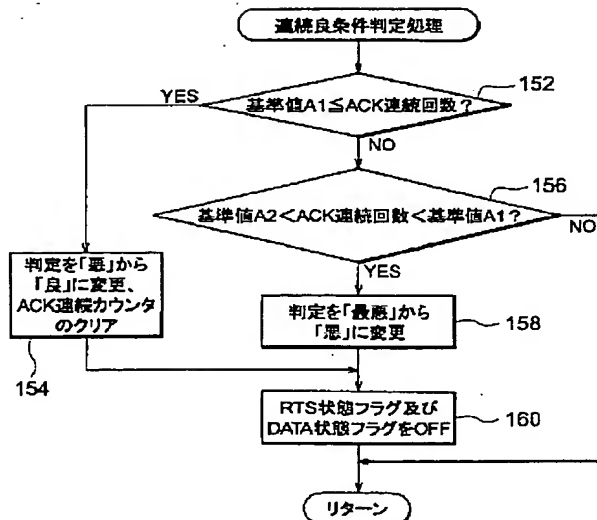 連続良条件判定処理
152
YES
基準値A1≦ACK連続回数?
NO
156
基準値A2<ACK連続回数<基準値A1?
NO
判定を「悪」から
「良」に変更、
ACK連続カウンタ
のクリア
154
YES
判定を「最悪」から
「悪」に変更
158
RTS状態フラグ及び
DATA状態フラグをOFF
160
リターン